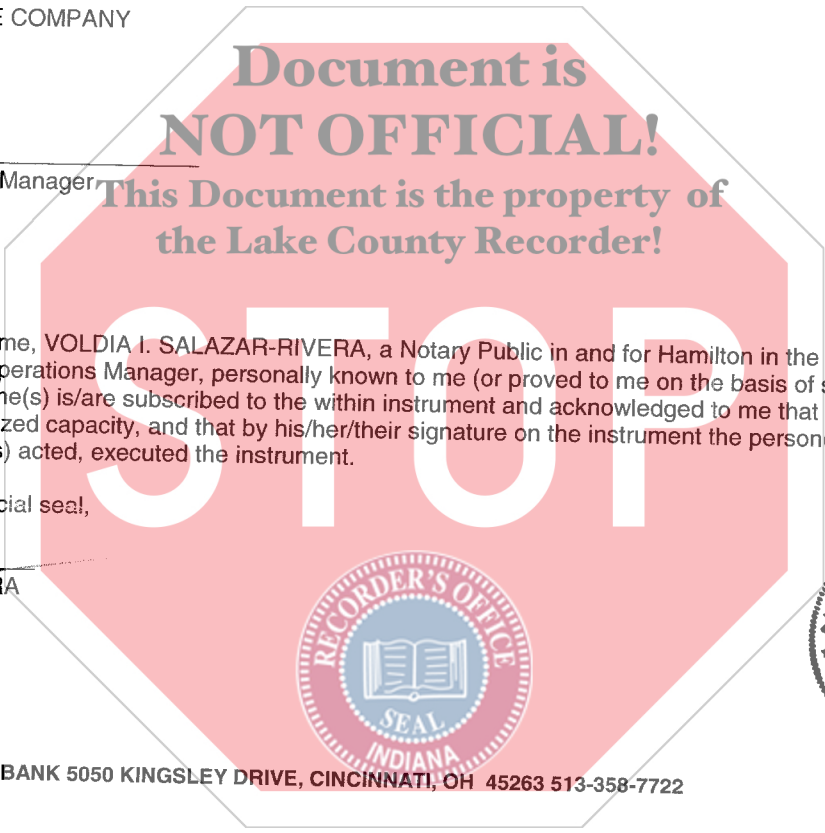 E COMPANY
Document is
NOT OFFICIAL!
Manager
This Document is the property of
the Lake County Recorder!
me, VOLDIA I. SALAZAR-RIVERA, a Notary Public in and for Hamilton in the
perations Manager, personally known to me (or proved to me on the basis of s
ne(s) is/are subscribed to the within instrument and acknowledged to me that
zed capacity, and that by his/her/their signature on the instrument the person(
s) acted, executed the instrument.
STOP
cial seal,
RA
RECORDER'S OFFICE
SEAL
INDIANA
BANK 5050 KINGSLEY DRIVE, CINCINNATI, OH 45263 513-358-7722